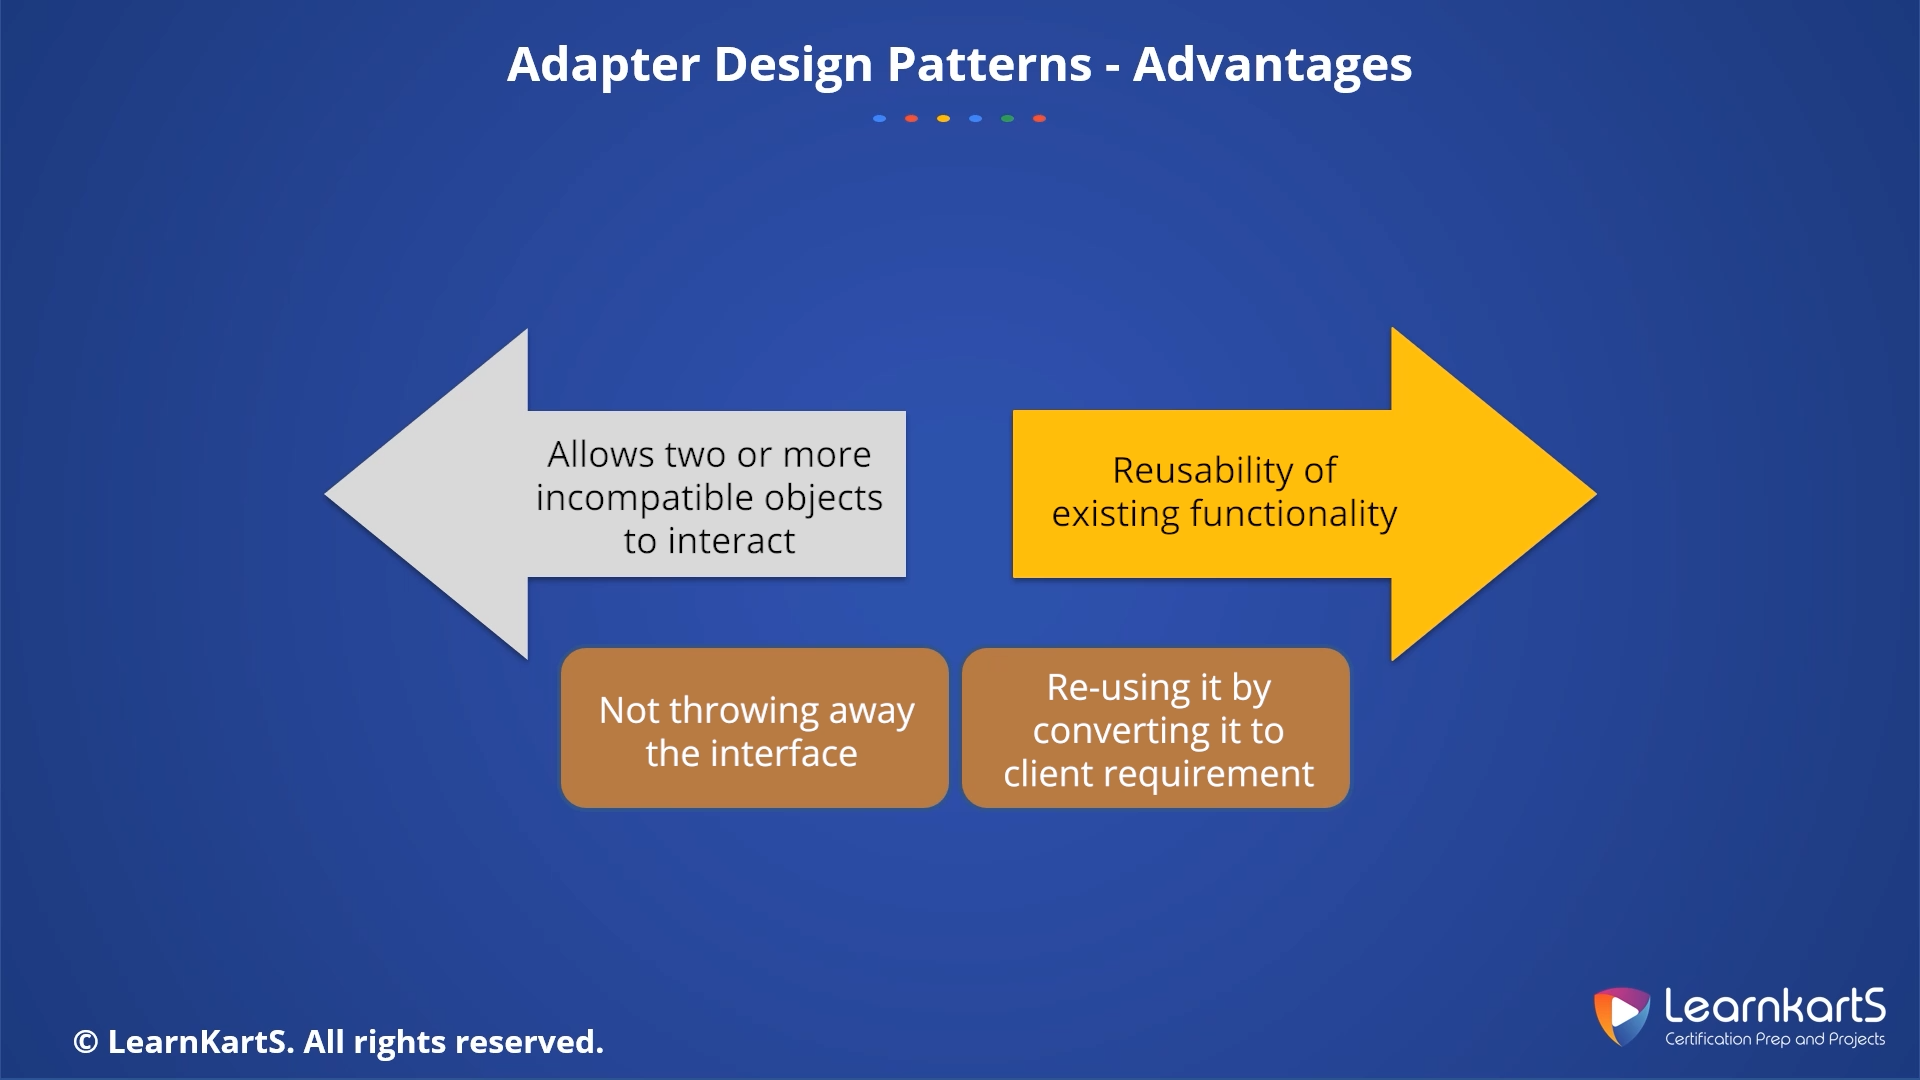 Adapter Design Patterns - Advantages
Allows two or more
incompatible objects
to interact
Reusability of
existing functionality
Not throwing away
the interface
Re-using it by
converting it to
client requirement
© LearnKartS. All rights reserved.
LearnkartS
Certification Prep and Projects